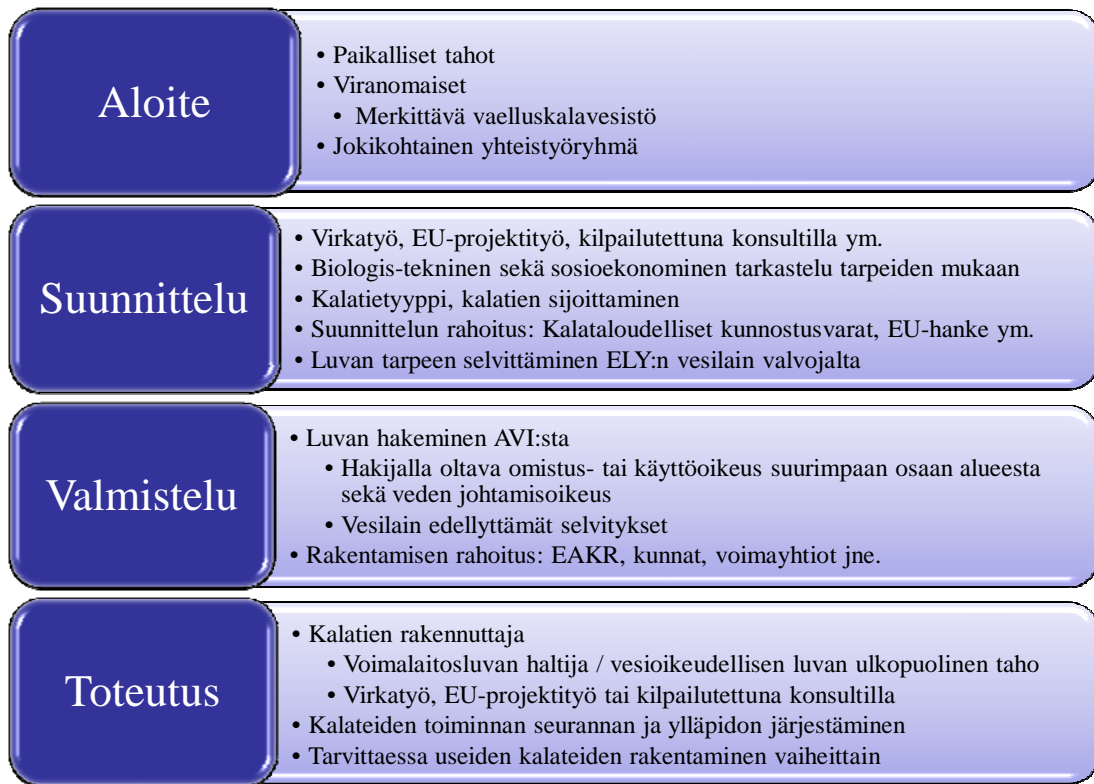 Aloite
• Paikalliset tahot
• Viranomaiset
• Merkittävä vaelluskalavesistö
• Jokikohtainen yhteistyöryhmä
Suunnittelu
• Virkatyö, EU-projektityö, kilpailutettuna konsultilla ym.
• Biologis-tekninen sekä sosioekonominen tarkastelu tarpeiden mukaan
• Kalatietyyppi, kalatien sijoittaminen
• Suunnittelun rahoitus: Kalataloudelliset kunnostusvarat, EU-hanke ym.
• Luvan tarpeen selvittäminen ELY:n vesilain valvojalta
Valmistelu
• Luvan hakeminen AVI:sta
• Hakijalla oltava omistus- tai käyttöoikeus suurimpaan osaan alueesta
sekä veden johtamisoikeus
• Vesilain edellyttämät selvitykset
• Rakentamisen rahoitus: EAKR, kunnat, voimayhtiot jne.
Toteutus
• Kalatien rakennuttaja
• Voimalaitosluvan haltija / vesioikeudellisen luvan ulkopuolinen taho
• Virkatyö, EU-projektityö tai kilpailutettuna konsultilla
• Kalateiden toiminnan seurannan ja ylläpidon järjestäminen
• Tarvittaessa useiden kalateiden rakentaminen vaiheittain